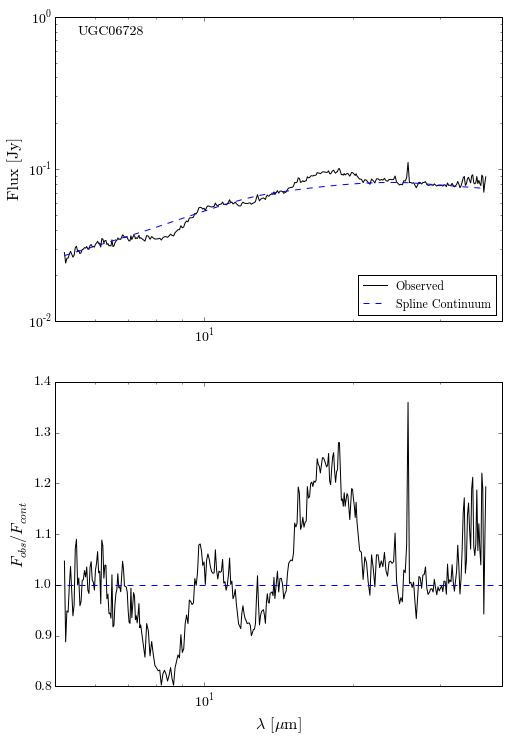 10^0
UGC06728
Flux [Jy]
10^-1
Observed
Spline Continuum
10^-2
10^1
1.4
1.3
1.2
F_obs/F_cont
1.1
1.0
0.9
0.8
10^1
λ [μm]